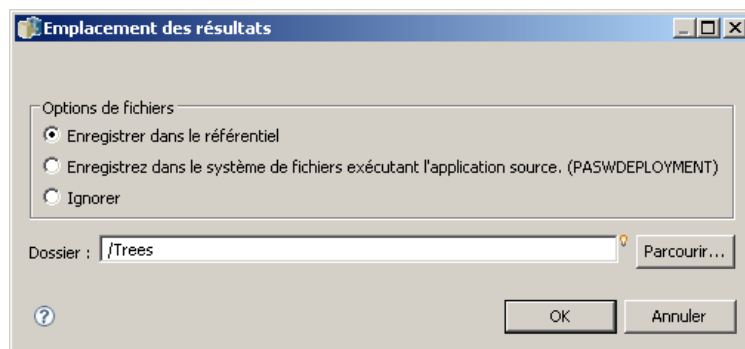 Emplacement des résultats
Options de fichiers
Enregistrer dans le référentiel
Enregistrez dans le système de fichiers exécutant l'application source. (PASWDEPLOYMENT)
Ignorer
Dossier : /Trees Parcourir...
? OK Annuler